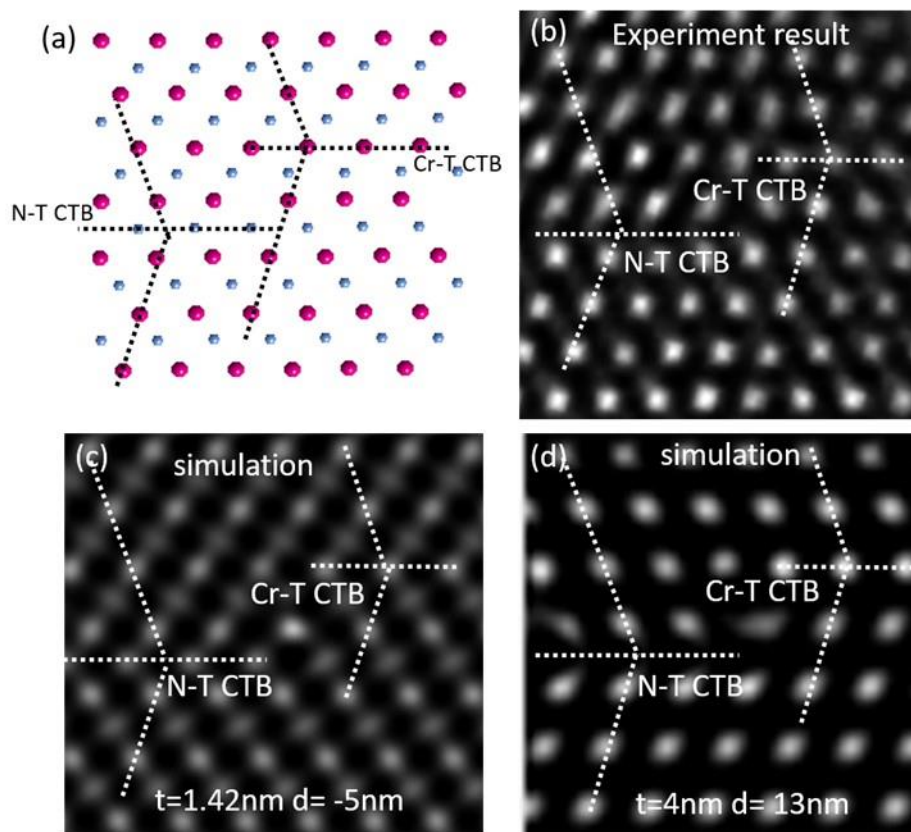 (a)
Cr-T CTB
N-T CTB
(b)
Experiment result
Cr-T CTB
N-T CTB
(c)
simulation
Cr-T CTB
N-T CTB
t=1.42nm d= -5nm
(d)
simulation
Cr-T CTB
N-T CTB
t=4nm d= 13nm